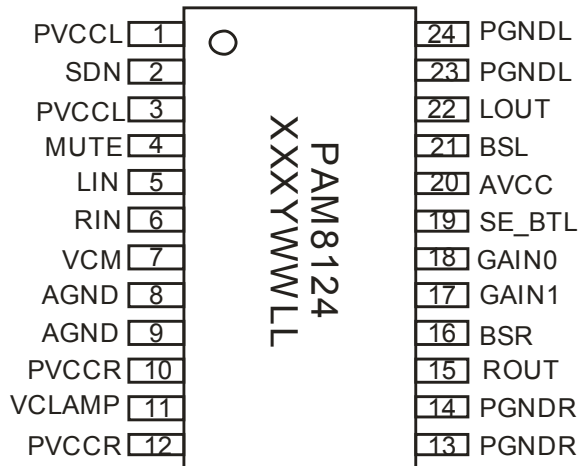 PVCCL 1
SDN 2
PVCCL 3
MUTE 4
LIN 5
RIN 6
VCM 7
AGND 8
AGND 9
PVCCR 10
VCLAMP 11
PVCCR 12
PAM8124
XXXYWWLL
24 PGNDL
23 PGNDL
22 LOUT
21 BSL
20 AVCC
19 SE_BTL
18 GAIN0
17 GAIN1
16 BSR
15 ROUT
14 PGNDR
13 PGNDR